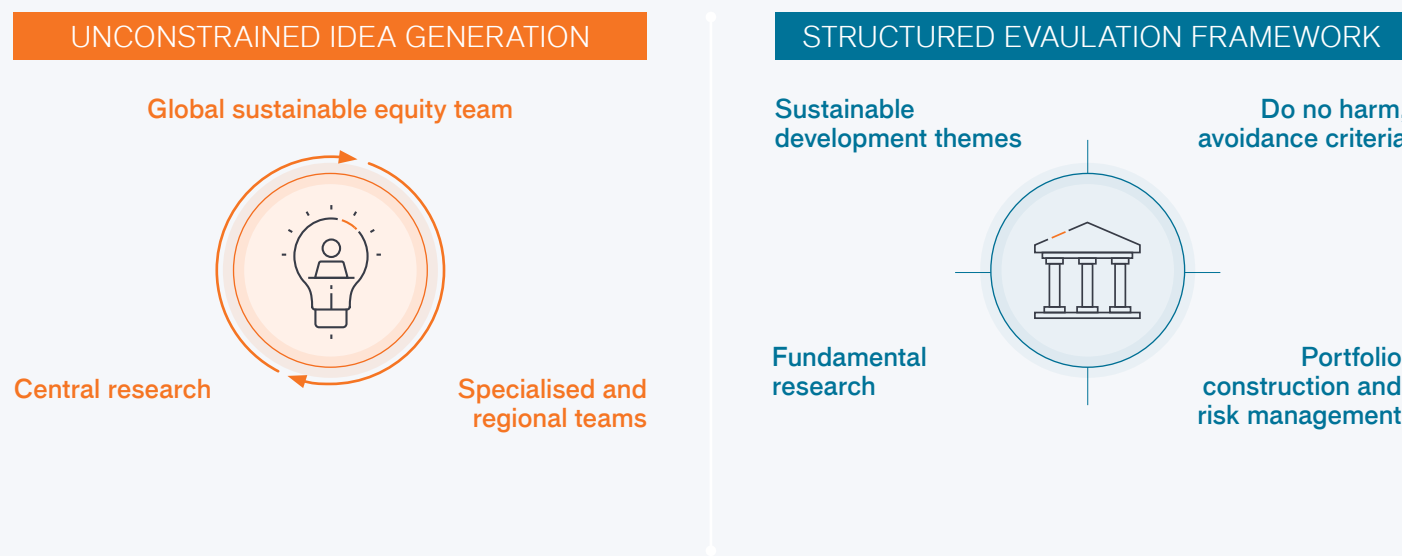 UNCONSTRAINED IDEA GENERATION
Global sustainable equity team
Central research
Specialised and
regional teams
STRUCTURED EVAULATION FRAMEWORK
Sustainable
development themes
Do no harm,
avoidance criteria
Fundamental
research
Portfolio
construction and
risk management